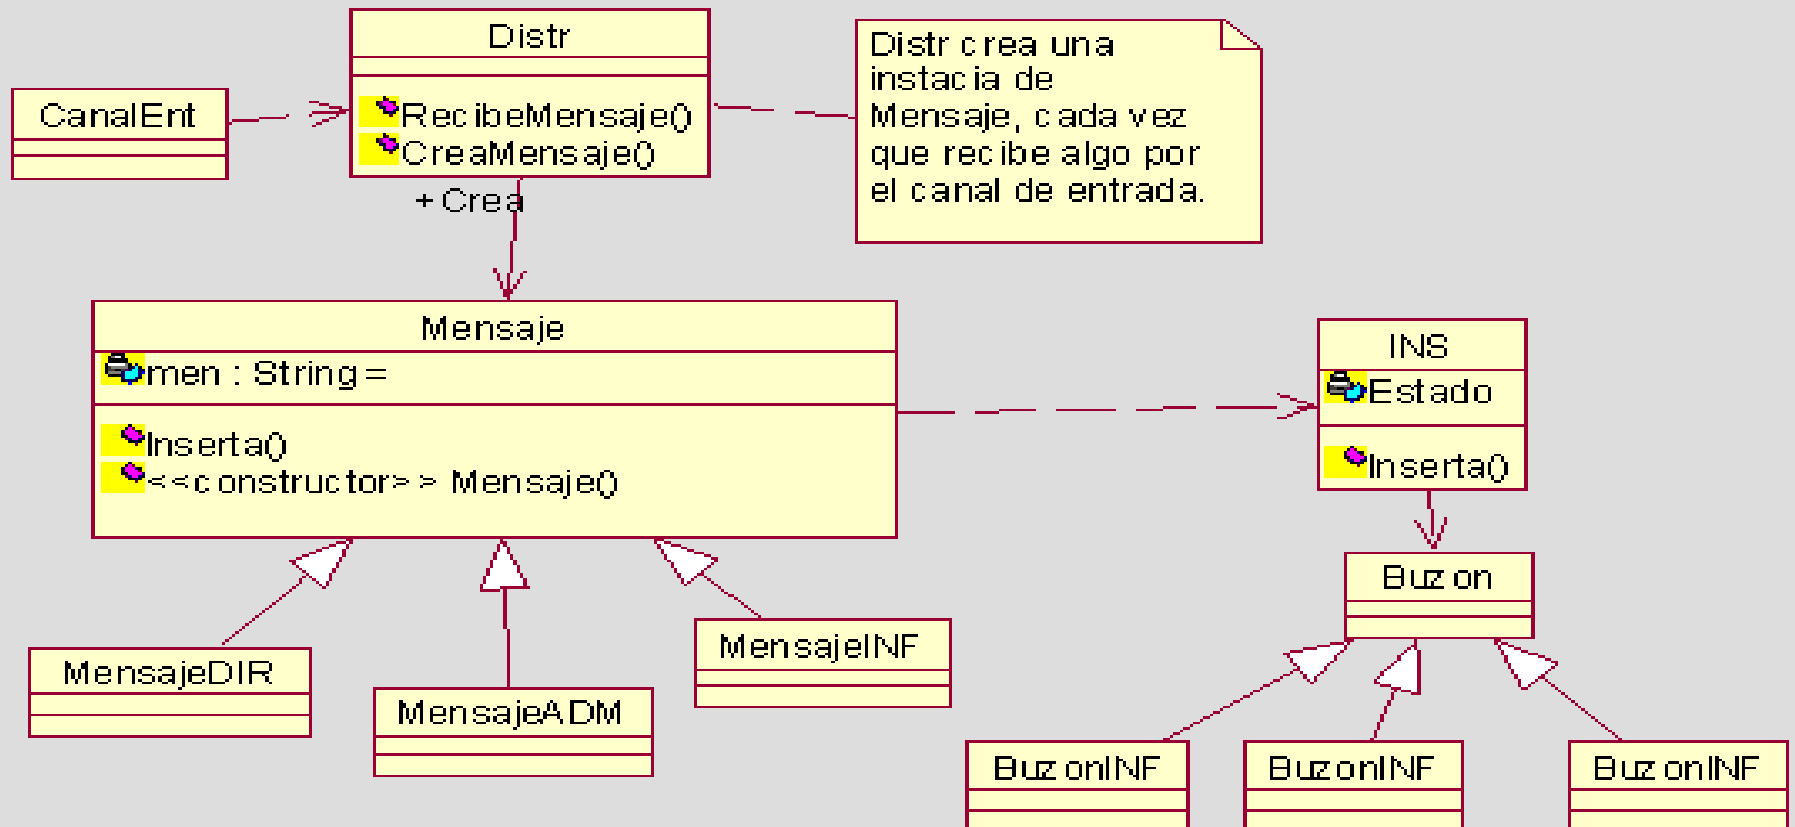 Distr
RecibeMensaje()
CreaMensaje()
CanalEnt
Distr crea una
instacia de
Mensaje, cada vez
que recibe algo por
el canal de entrada.
+Crea
Mensaje
men : String =
Inserta()
<<constructor>> Mensaje()
INS
Estado
Inserta()
Buzon
MensajeDIR
MensajeADM
MensajeINF
BuzonINF
BuzonINF
BuzonINF